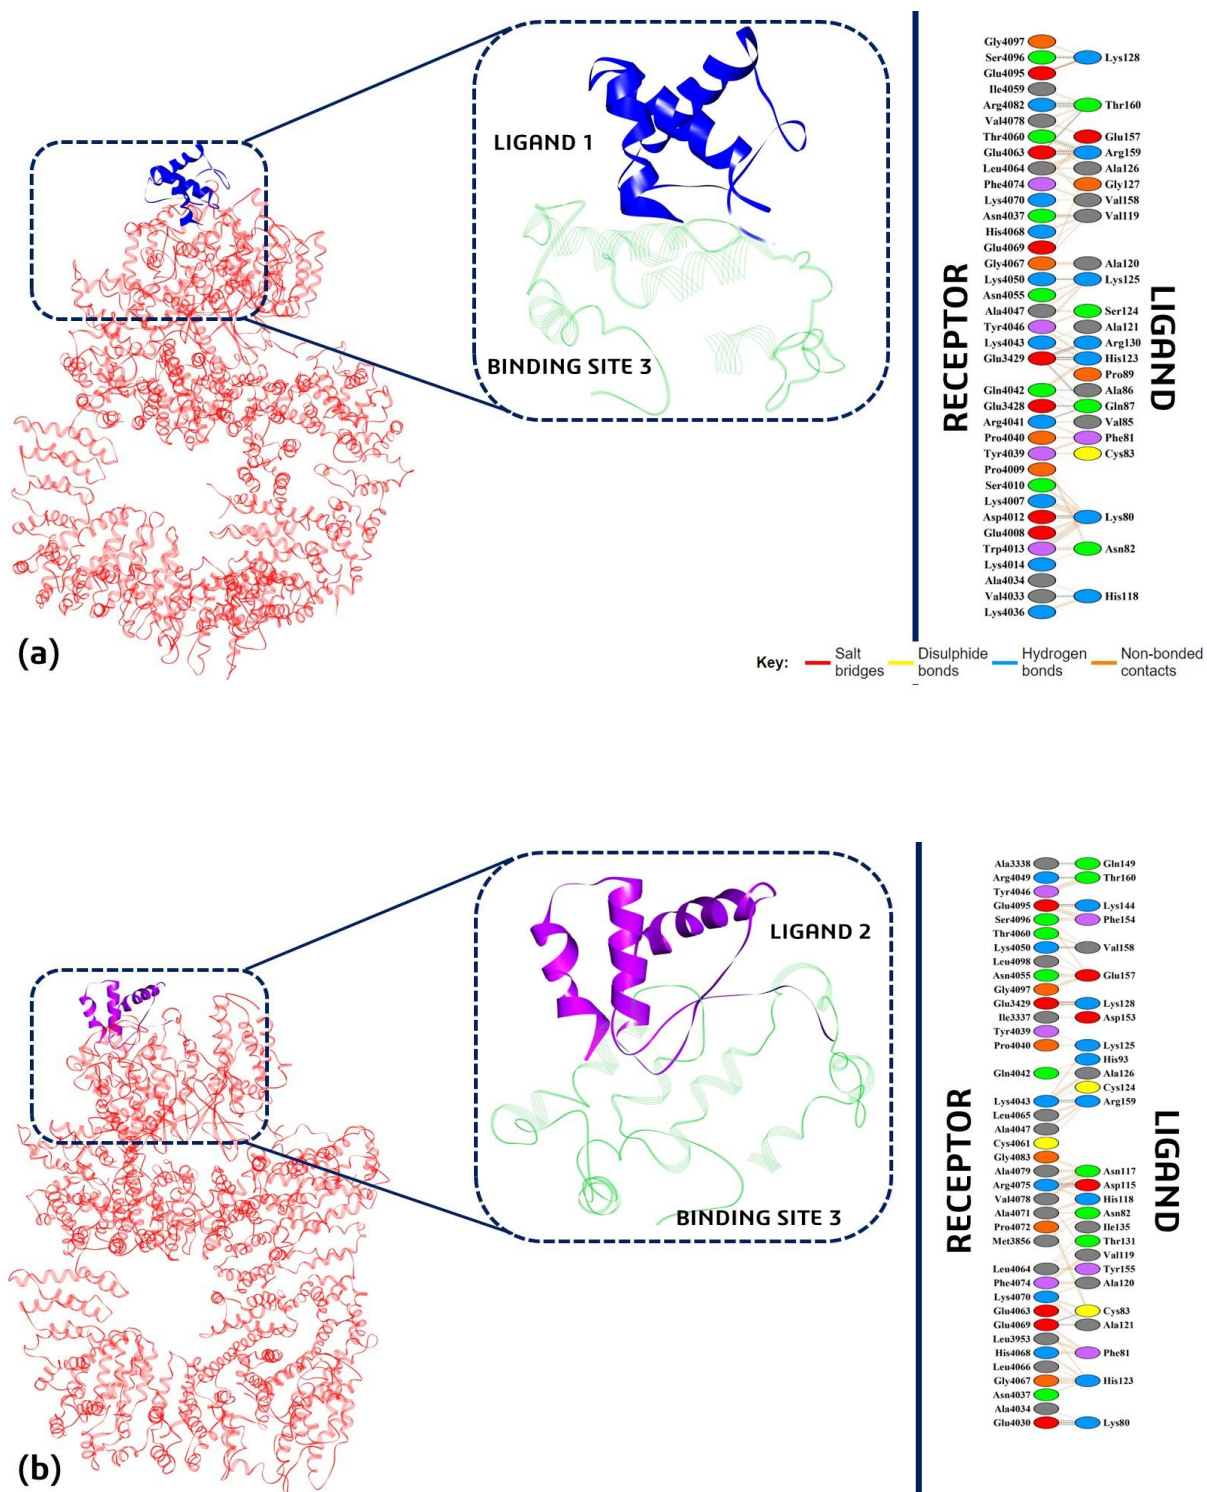 LIGAND 1
BINDING SITE 3
(a)
RECEPTOR
Gly4097
Ser4096
Glu4095
Ile4059
Arg4082
Val4078
Thr4060
Glu4063
Leu4064
Phe4074
Lys4070
Asn4037
His4068
Glu4069
Gly4067
Lys4050
Asn4055
Ala4047
Tyr4046
Lys4043
Glu3429
Gln4042
Glu3428
Arg4041
Pro4040
Tyr4039
Pro4009
Ser4010
Lys4007
Asp4012
Glu4008
Trp4013
Lys4014
Ala4034
Val4033
Lys4036
Lys128
Thr160
Glu157
Arg159
Ala126
Gly127
Val158
Val119
Ala120
Lys125
Ser124
Ala121
Arg130
His123
Pro89
Ala86
Gln87
Val85
Phe81
Cys83
Lys80
Asn82
His118
LIGAND
Key: Salt bridges Disulphide bonds Hydrogen bonds Non-bonded contacts
LIGAND 2
BINDING SITE 3
(b)
RECEPTOR
Ala3338
Arg4049
Tyr4046
Glu4095
Ser4096
Thr4060
Lys4050
Leu4098
Asn4055
Gly4097
Glu3429
Ile3337
Tyr4039
Pro4040
Gln4042
Lys4043
Leu4065
Ala4047
Cys4061
Gly4083
Ala4079
Arg4075
Val4078
Ala4071
Pro4072
Met3856
Leu4064
Phe4074
Lys4070
Glu4063
Glu4069
Leu3953
His4068
Leu4066
Gly4067
Asn4037
Ala4034
Glu4030
Gln149
Thr160
Lys144
Phe154
Val158
Glu157
Lys128
Asp153
Lys125
His93
Ala126
Cys124
Arg159
Asn117
Asp115
His118
Asn82
Ile135
Thr131
Val119
Tyr155
Ala120
Cys83
Ala121
Phe81
His123
Lys80
LIGAND